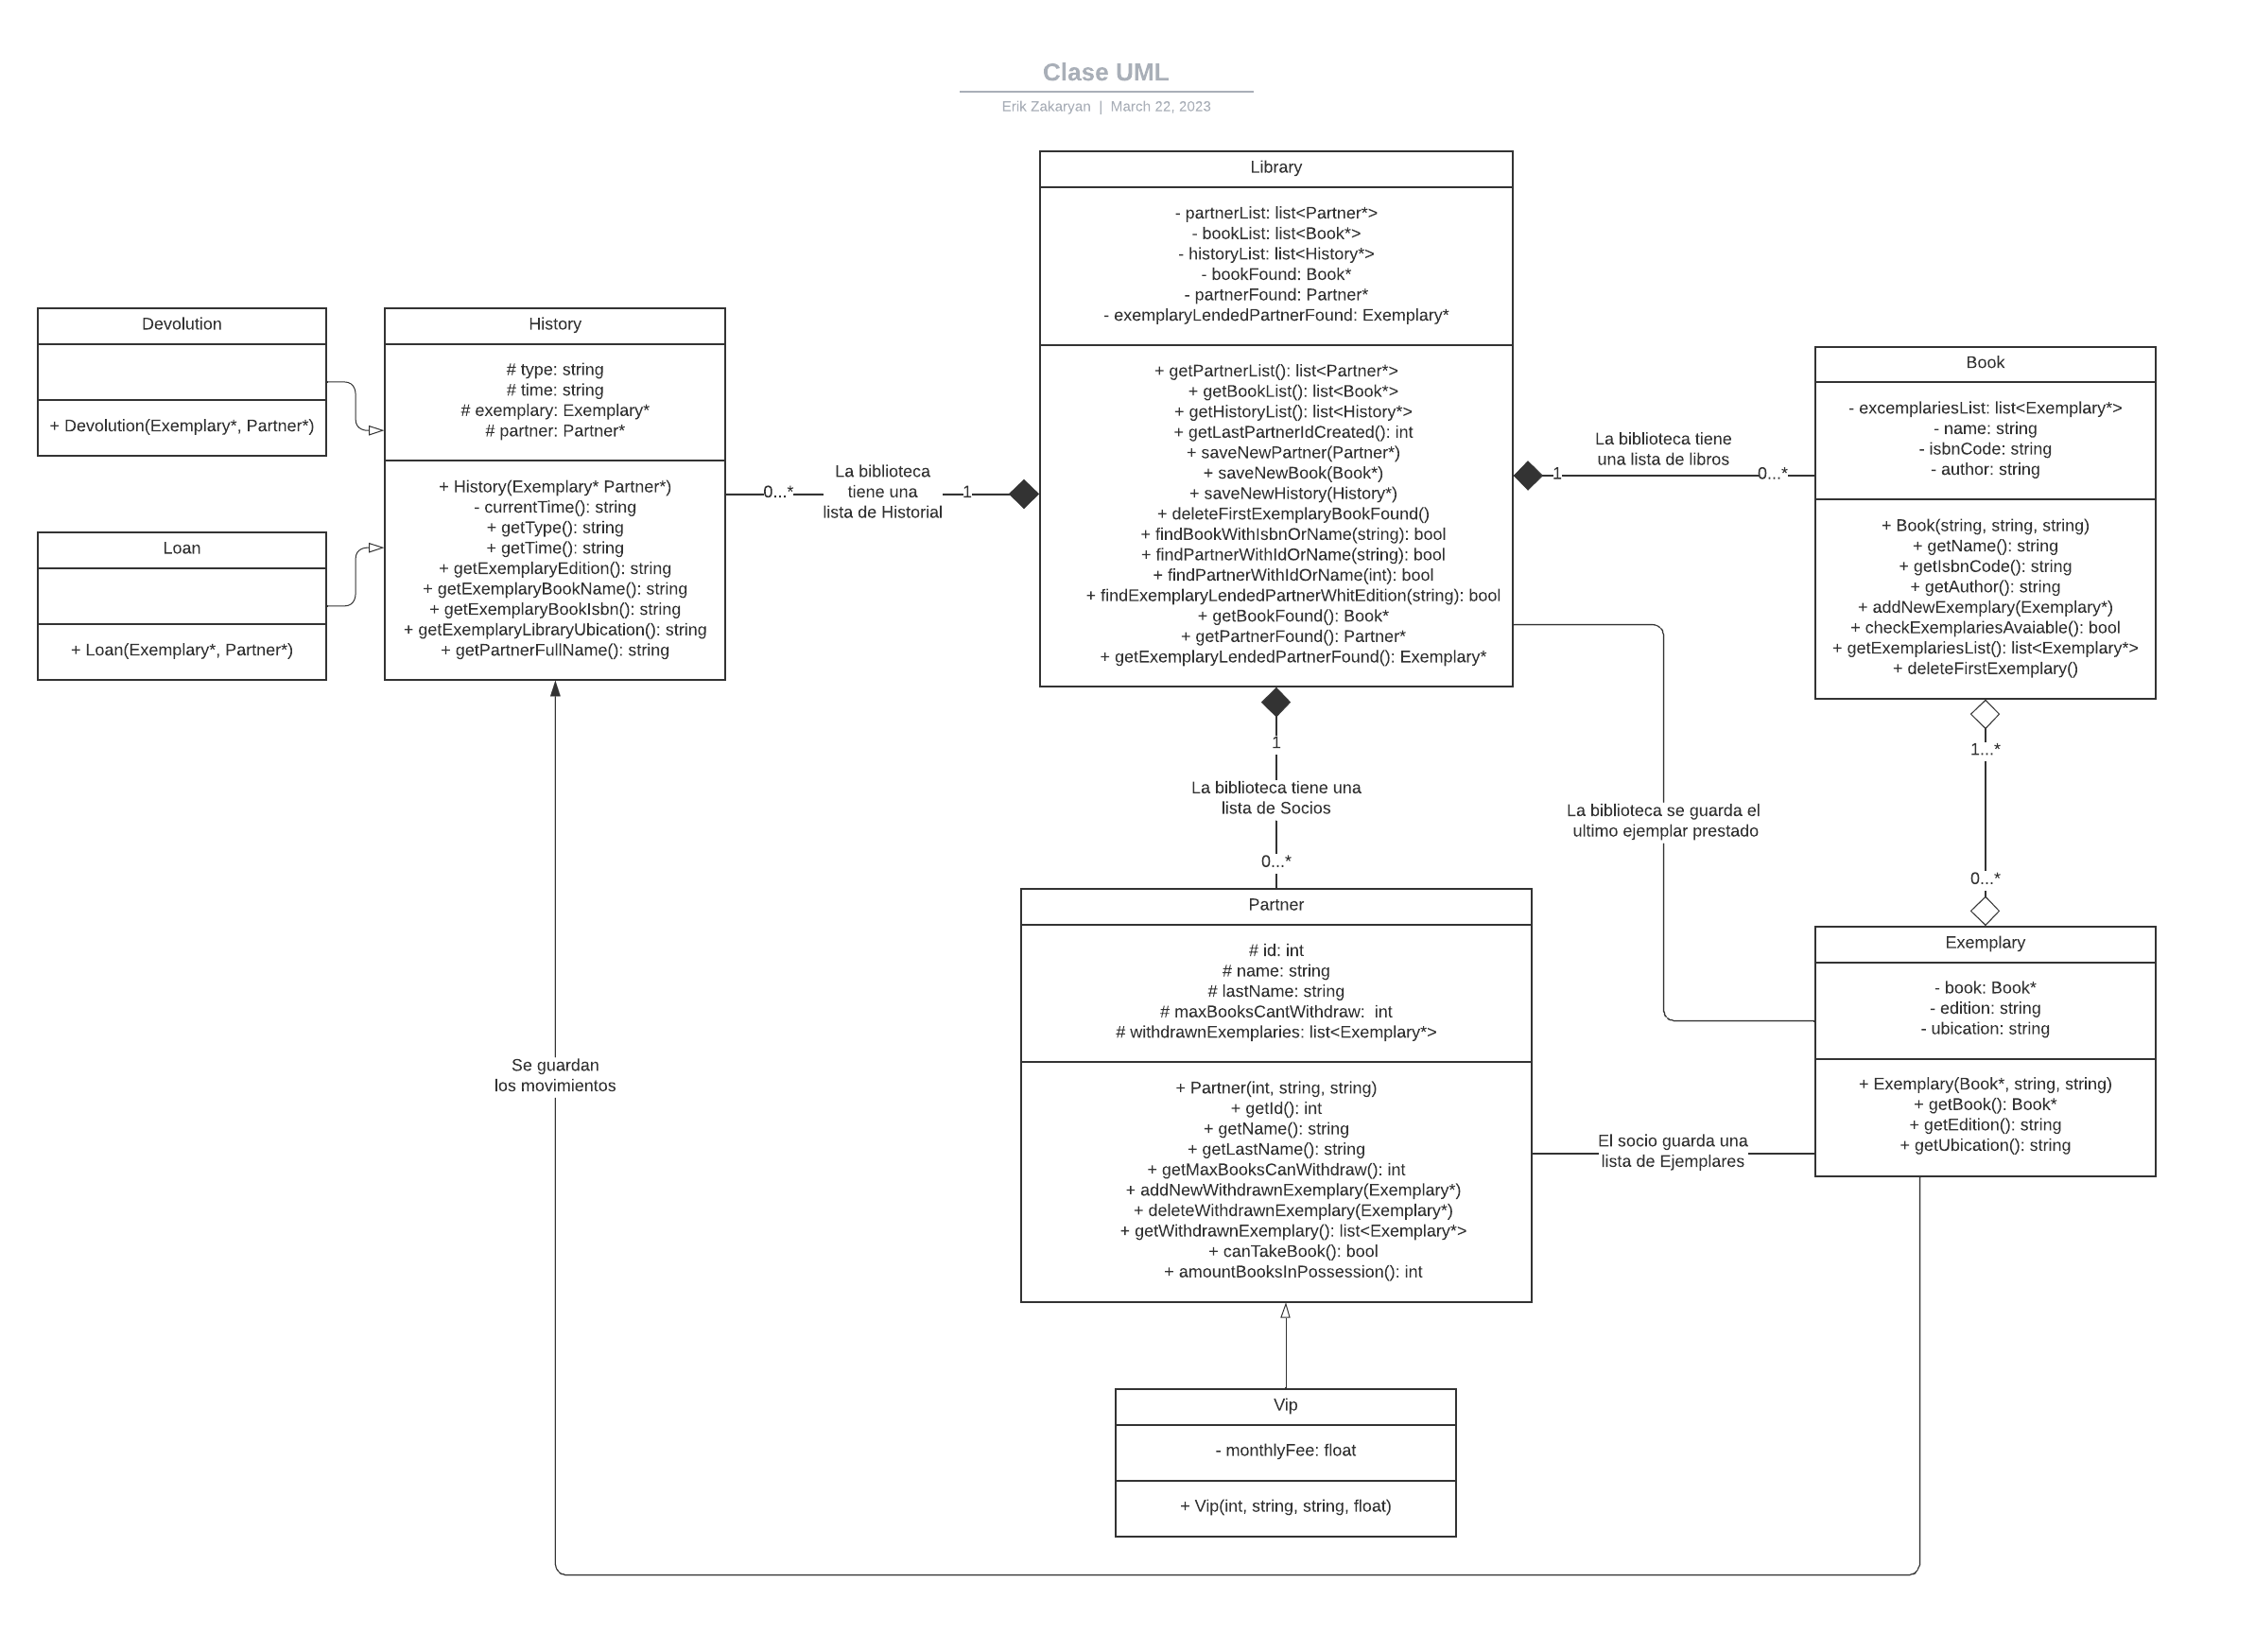 Clase UML
Erik Zakaryan | March 22, 2023
Library
- partnerList: list<Partner*>
- bookList: list<Book*>
- historyList: list<History*>
- bookFound: Book*
- partnerFound: Partner*
- exemplaryLendedPartnerFound: Exemplary*
+ getPartnerList(): list<Partner*>
+ getBookList(): list<Book*>
+ getHistoryList(): list<History*>
+ getLastPartnerIdCreated(): int
+ saveNewPartner(Partner*)
+ saveNewBook(Book*)
+ saveNewHistory(History*)
+ deleteFirstExemplaryBookFound()
+ findBookWithIsbnOrName(string): bool
+ findPartnerWithIdOrName(string): bool
+ findPartnerWithIdOrName(int): bool
+ findExemplaryLendedPartnerWhitEdition(string): bool
+ getBookFound(): Book*
+ getPartnerFound(): Partner*
+ getExemplaryLendedPartnerFound(): Exemplary*
Devolution
+ Devolution(Exemplary*, Partner*)
History
# type: string
# time: string
# exemplary: Exemplary*
# partner: Partner*
+ History(Exemplary* Partner*)
- currentTime(): string
+ getType(): string
+ getTime(): string
+ getExemplaryEdition(): string
+ getExemplaryBookName(): string
+ getExemplaryBookIsbn(): string
+ getExemplaryLibraryUbication(): string
+ getPartnerFullName(): string
Loan
+ Loan(Exemplary*, Partner*)
0...*
La biblioteca
tiene una
lista de Historial
1
La biblioteca tiene
una lista de libros
1
0...*
Book
- excemplariesList: list<Exemplary*>
- name: string
- isbnCode: string
- author: string
+ Book(string, string, string)
+ getName(): string
+ getIsbnCode(): string
+ getAuthor(): string
+ addNewExemplary(Exemplary*)
+ checkExemplariesAvaiable(): bool
+ getExemplariesList(): list<Exemplary*>
+ deleteFirstExemplary()
1
La biblioteca tiene una
lista de Socios
0...*
La biblioteca se guarda el
ultimo ejemplar prestado
1...*
0...*
Partner
# id: int
# name: string
# lastName: string
# maxBooksCantWithdraw:  int
# withdrawnExemplaries: list<Exemplary*>
+ Partner(int, string, string)
+ getId(): int
+ getName(): string
+ getLastName(): string
+ getMaxBooksCanWithdraw(): int
+ addNewWithdrawnExemplary(Exemplary*)
+ deleteWithdrawnExemplary(Exemplary*)
+ getWithdrawnExemplary(): list<Exemplary*>
+ canTakeBook(): bool
+ amountBooksInPossession(): int
Exemplary
- book: Book*
- edition: string
- ubication: string
+ Exemplary(Book*, string, string)
+ getBook(): Book*
+ getEdition(): string
+ getUbication(): string
El socio guarda una
lista de Ejemplares
Se guardan
los movimientos
Vip
- monthlyFee: float
+ Vip(int, string, string, float)